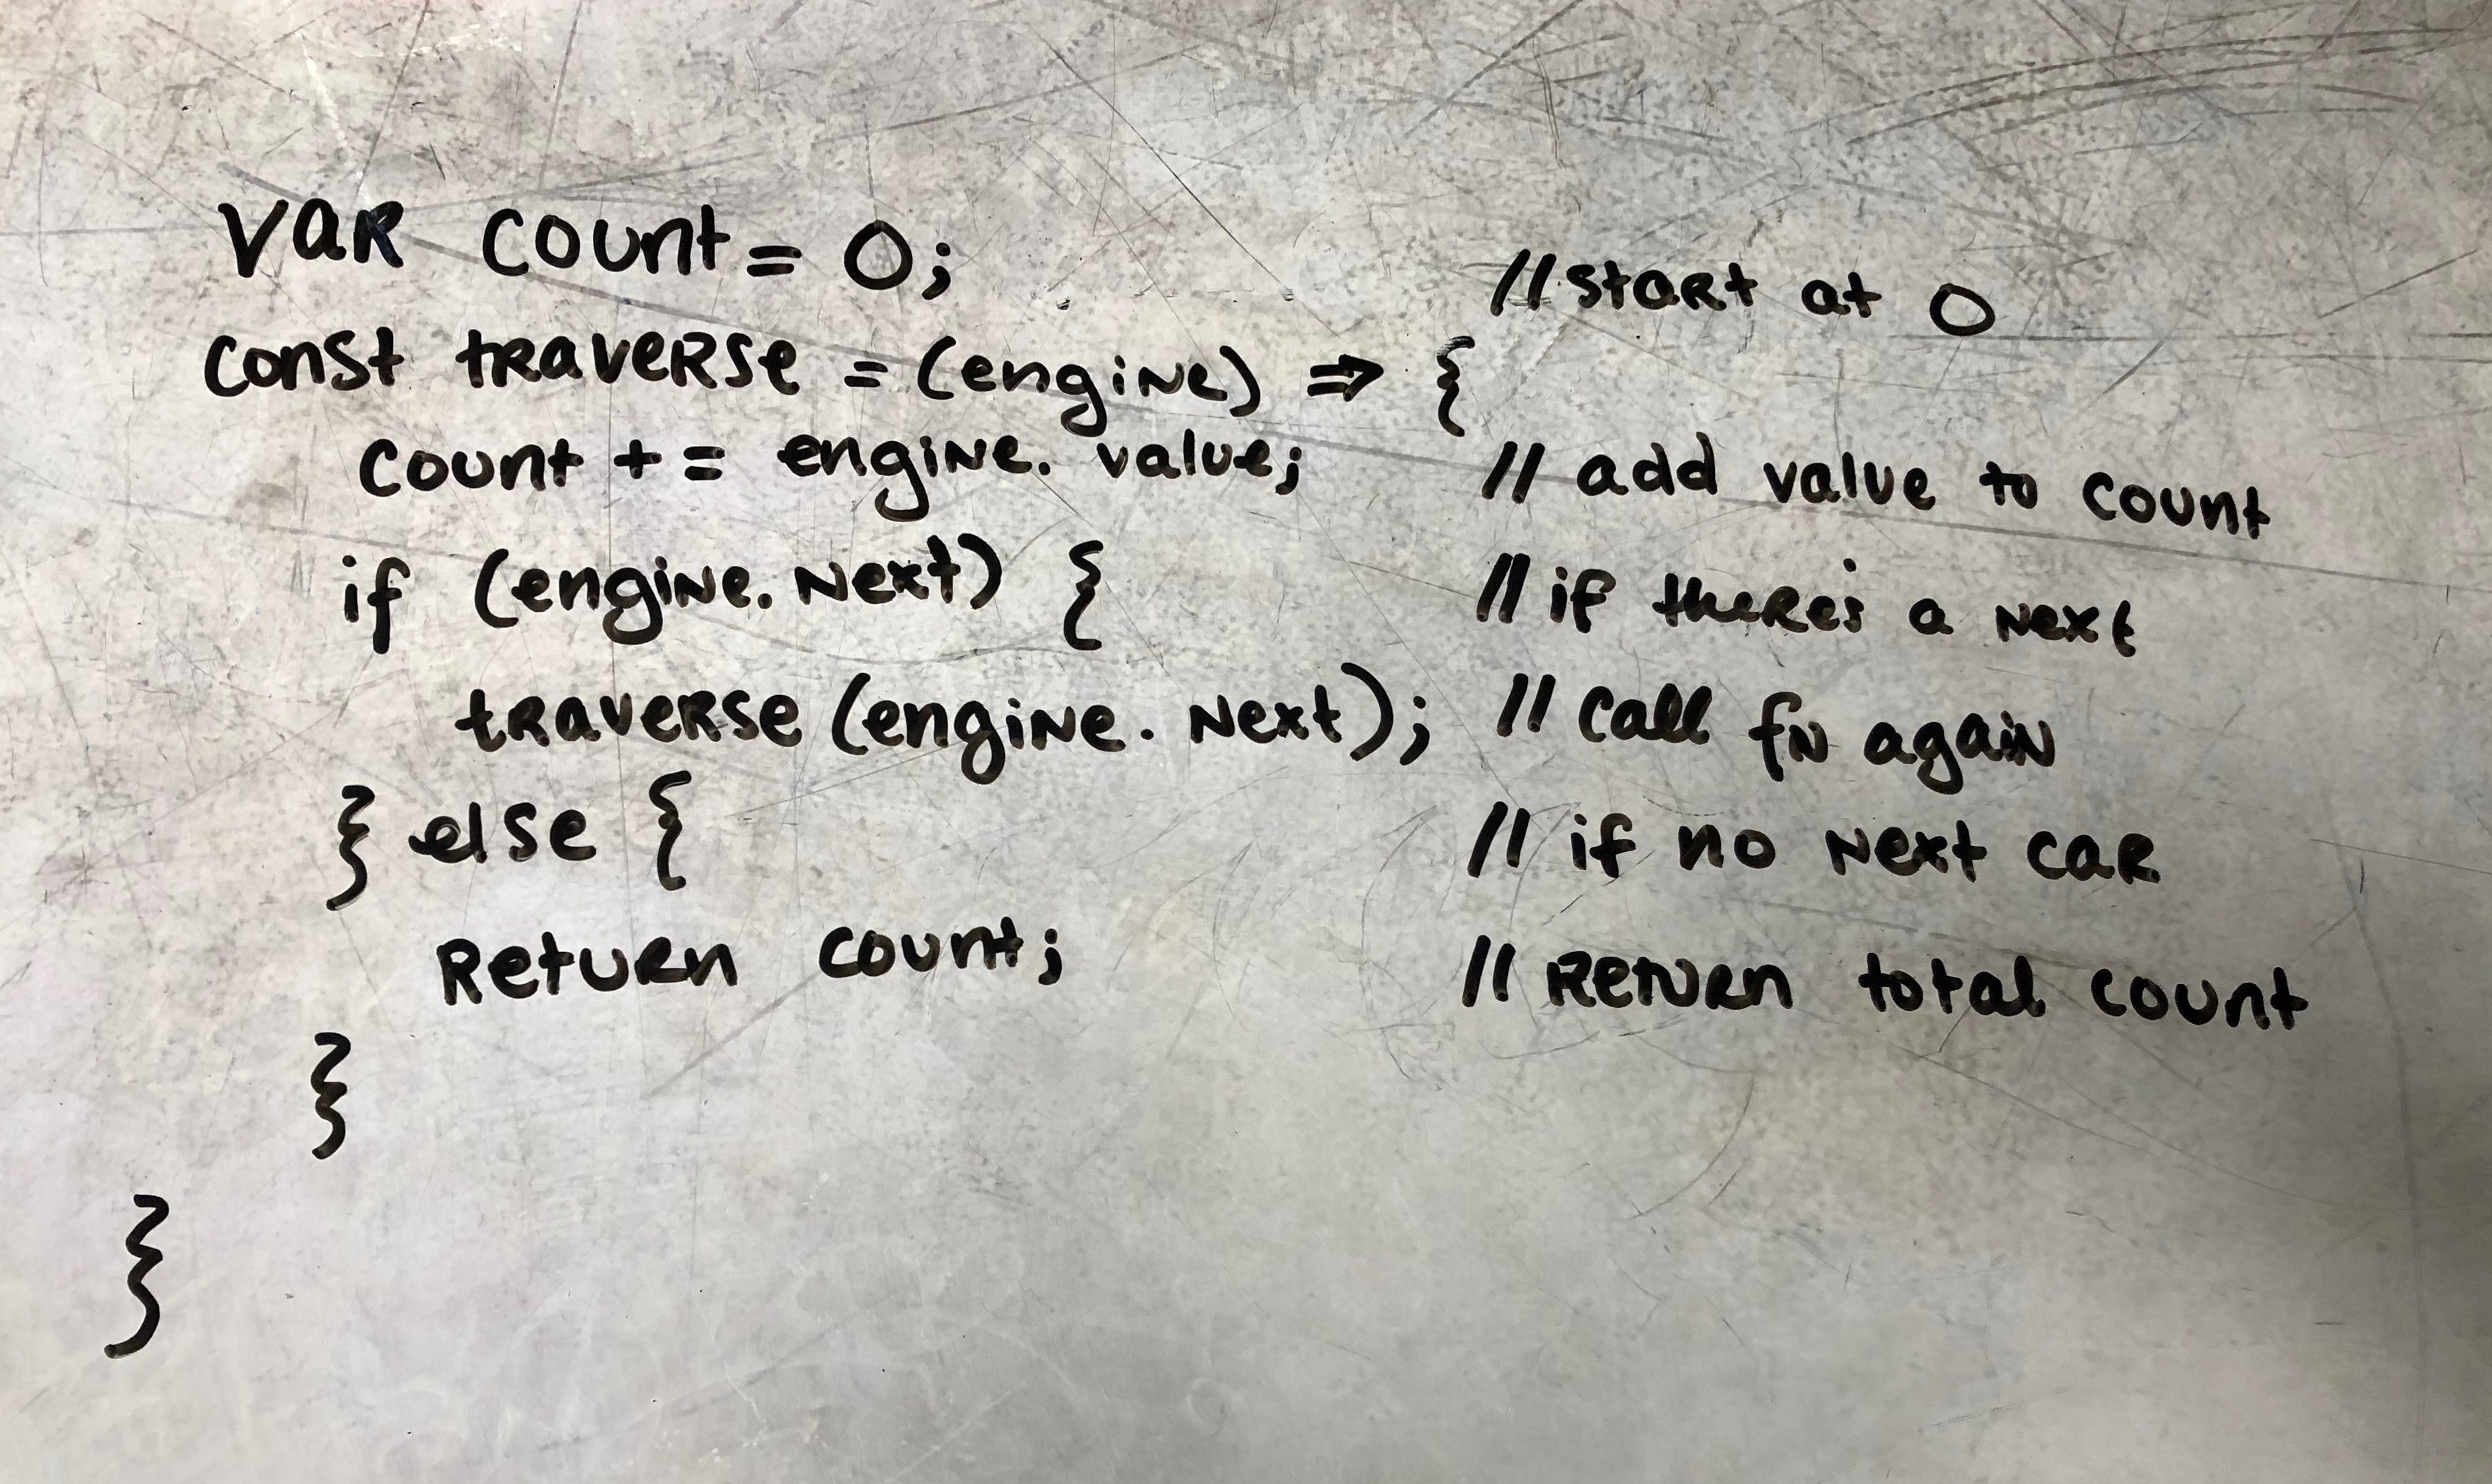 var count = 0; //start at 0
const traverse = (engine) => {
count += engine.value; // add value to count
if (engine.next) { // if there's a next
traverse (engine.next); // call fn again
} else { // if no next car
return count; // return total count
}
}